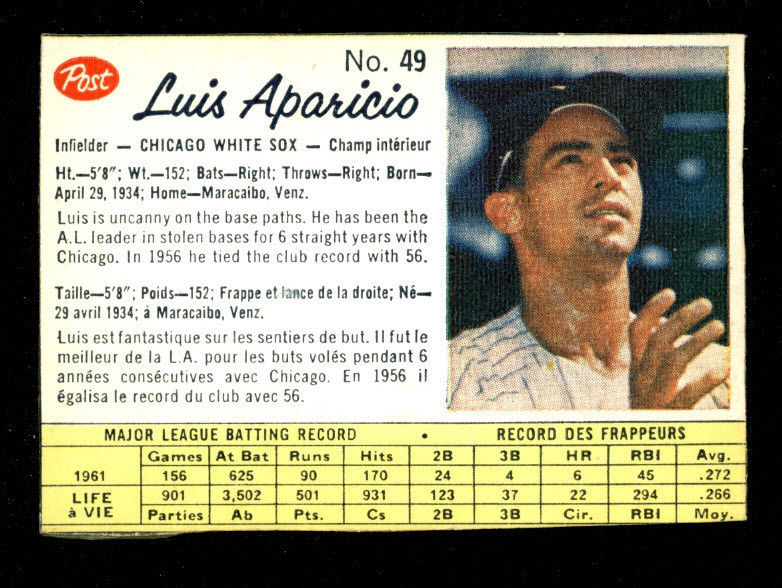 No. 49
Post
Luis Aparicio
Infielder — CHICAGO WHITE SOX — Champ intérieur
Ht.—5'8"; Wt.—152; Bats—Right; Throws—Right; Born—
April 29, 1934; Home—Maracaibo, Venz.
Luis is uncanny on the base paths. He has been the
A.L. leader in stolen bases for 6 straight years with
Chicago. In 1956 he tied the club record with 56.
Taille—5'8"; Poids—152; Frappe et lance de la droite; Né—
29 avril 1934; à Maracaibo, Venz.
Luis est fantastique sur les sentiers de but. Il fut le
meilleur de la L.A. pour les buts volés pendant 6
années consécutives avec Chicago. En 1956 il
égalisa le record du club avec 56.
MAJOR LEAGUE BATTING RECORD • RECORD DES FRAPPEURS
Games At Bat Runs Hits 2B 3B HR RBI Avg.
1961 156 625 90 170 24 4 6 45 .272
LIFE 901 3,502 501 931 123 37 22 294 .266
à VIE Parties Ab Pts. Cs 2B 3B Cir. RBI Moy.